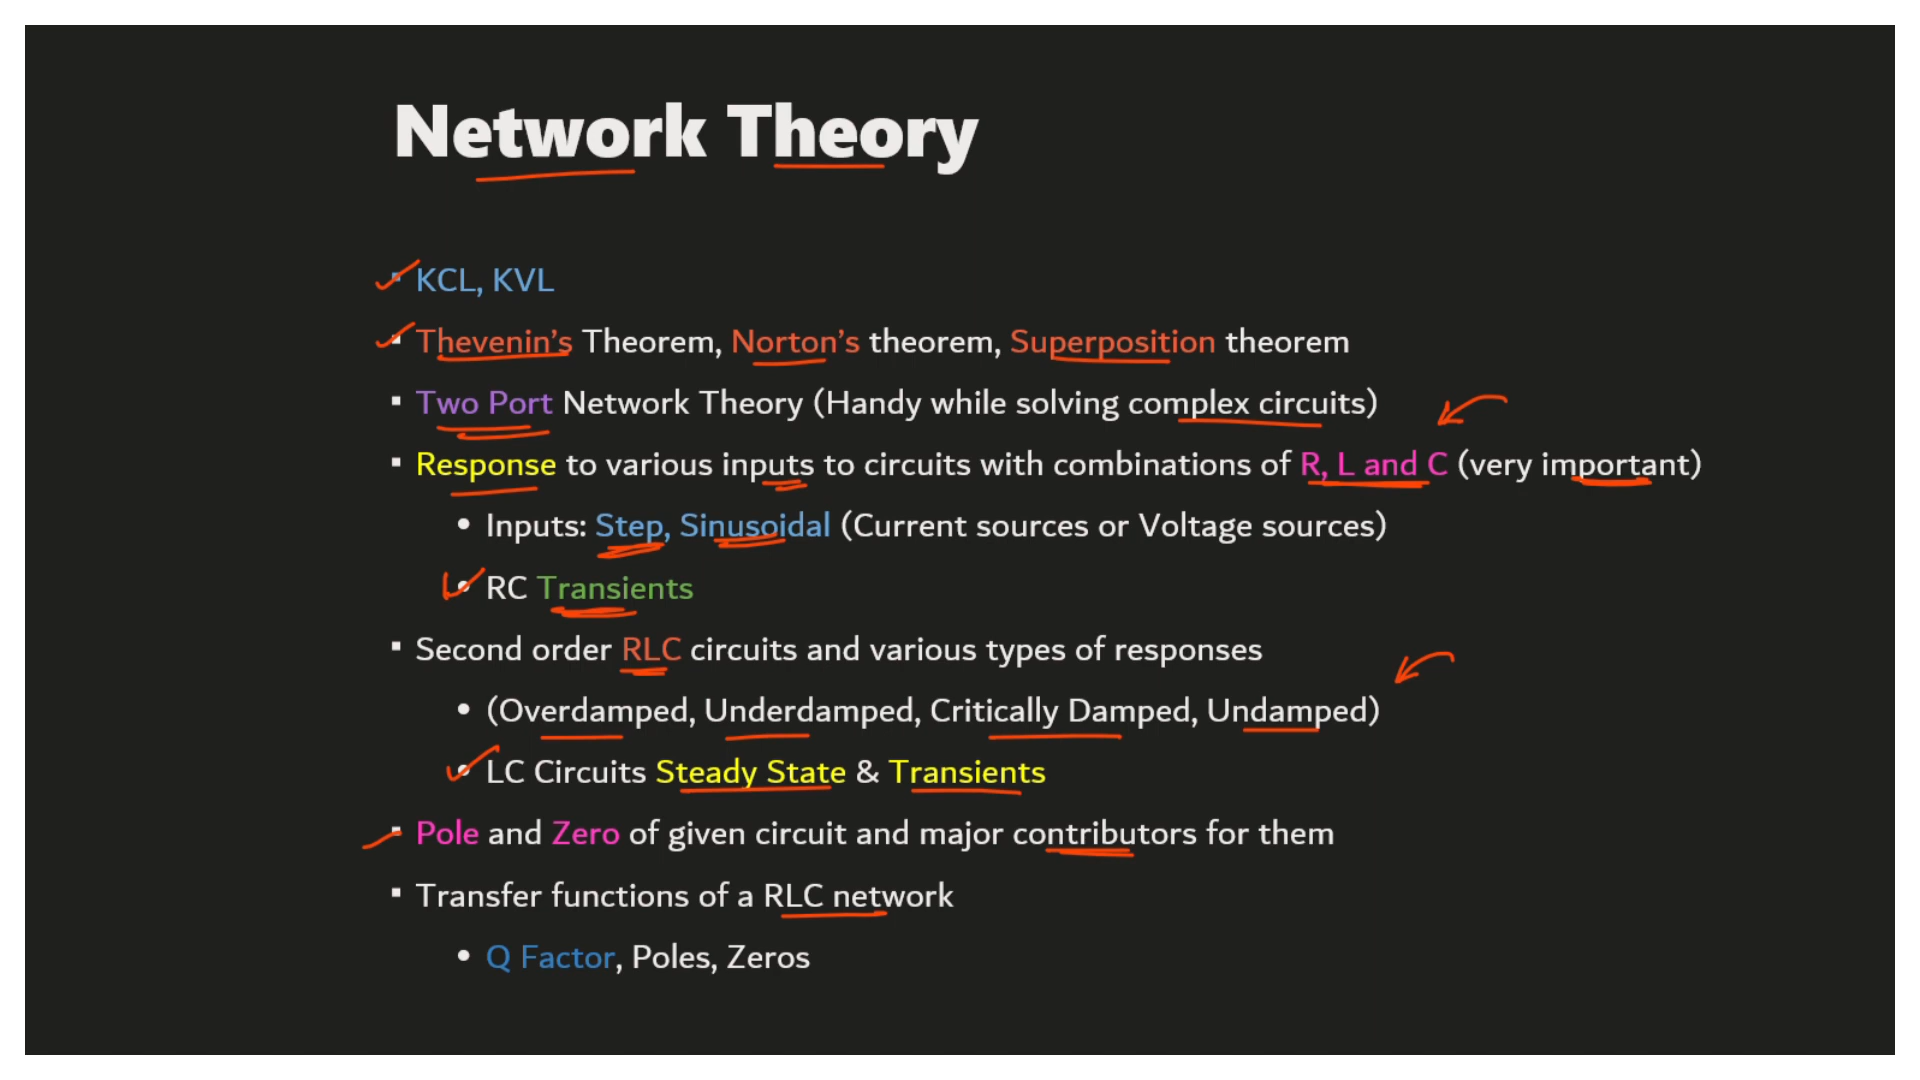 Network Theory
KCL, KVL
Thevenin’s Theorem, Norton’s theorem, Superposition theorem
Two Port Network Theory (Handy while solving complex circuits)
Response to various inputs to circuits with combinations of R, L and C (very important)
Inputs: Step, Sinusoidal (Current sources or Voltage sources)
RC Transients
Second order RLC circuits and various types of responses
(Overdamped, Underdamped, Critically Damped, Undamped)
LC Circuits Steady State & Transients
Pole and Zero of given circuit and major contributors for them
Transfer functions of a RLC network
Q Factor, Poles, Zeros